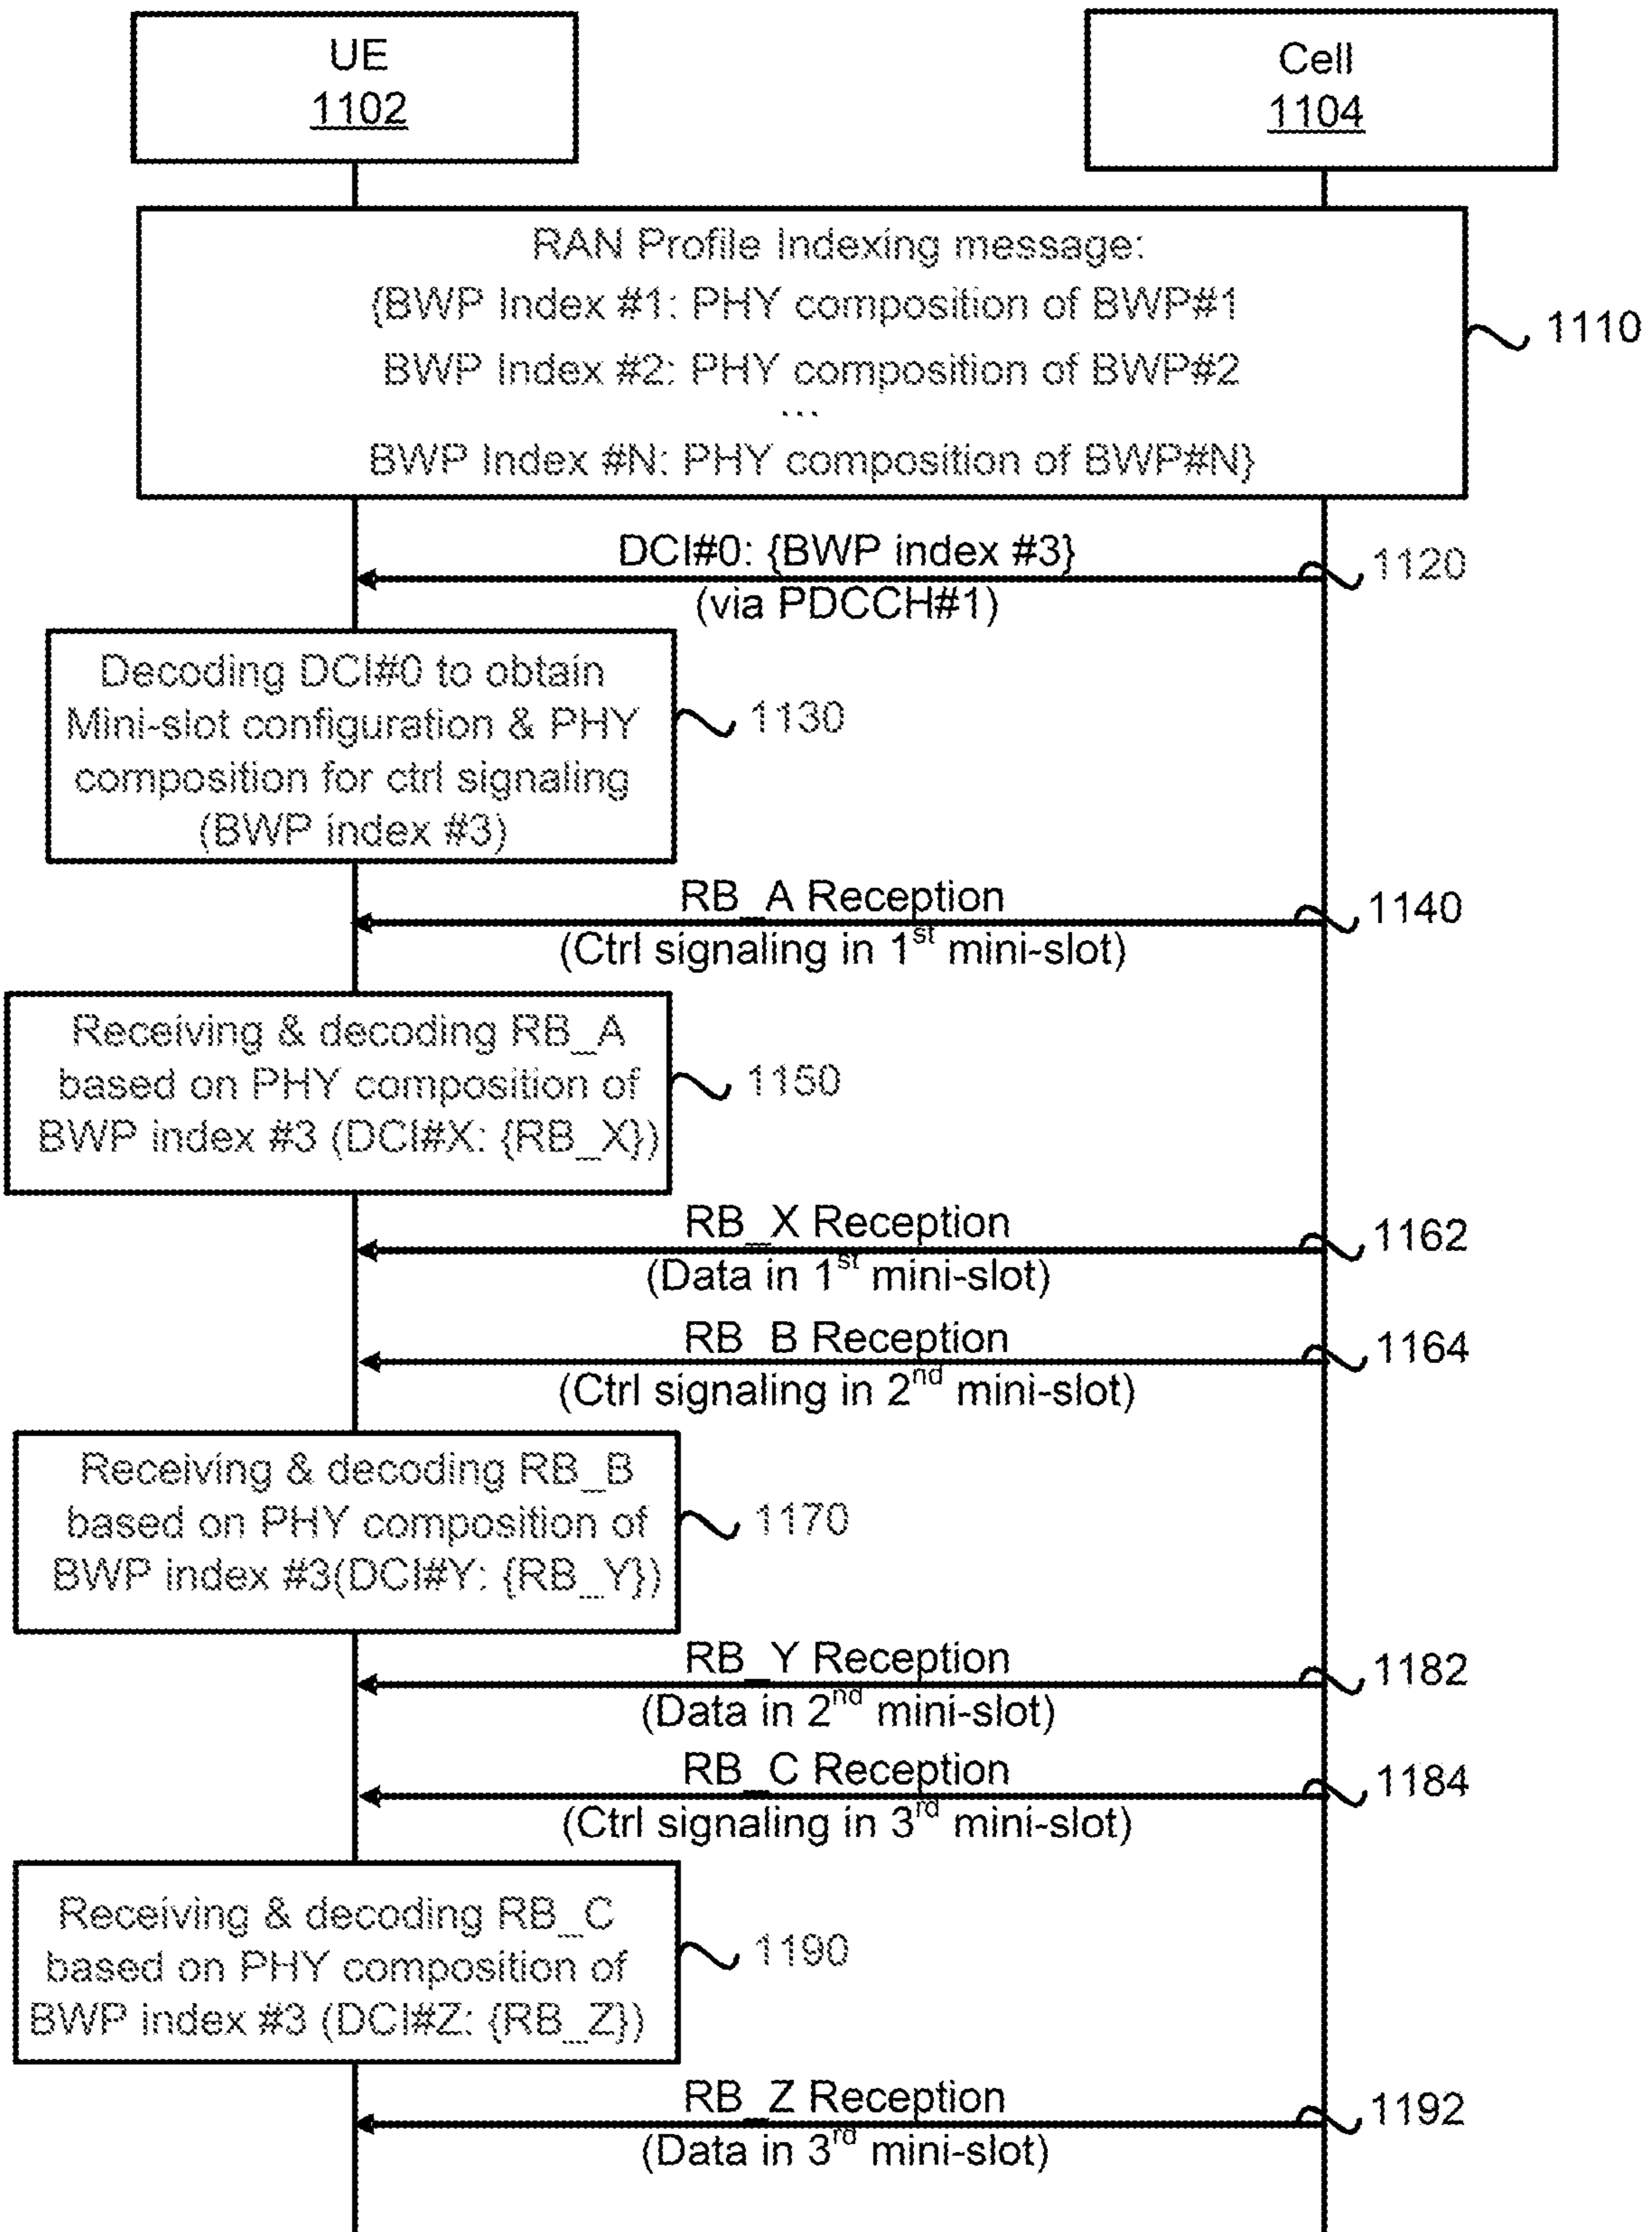 UE
1102
Cell
1104
RAN Profile Indexing message:
{BWP Index #1: PHY composition of BWP#1
BWP Index #2: PHY composition of BWP#2
...
BWP Index #N: PHY composition of BWP#N}
1110
DCI#0: {BWP index #3}
(via PDCCH#1)
1120
Decoding DCI#0 to obtain
Mini-slot configuration & PHY
composition for ctrl signaling
(BWP index #3)
1130
RB_A Reception
(Ctrl signaling in 1st mini-slot)
1140
Receiving & decoding RB_A
based on PHY composition of
BWP index #3 (DCI#X: {RB_X})
1150
RB_X Reception
(Data in 1st mini-slot)
1162
RB_B Reception
(Ctrl signaling in 2nd mini-slot)
1164
Receiving & decoding RB_B
based on PHY composition of
BWP index #3(DCI#Y: {RB_Y})
1170
RB_Y Reception
(Data in 2nd mini-slot)
1182
RB_C Reception
(Ctrl signaling in 3rd mini-slot)
1184
Receiving & decoding RB_C
based on PHY composition of
BWP index #3 (DCI#Z: {RB_Z})
1190
RB_Z Reception
(Data in 3rd mini-slot)
1192